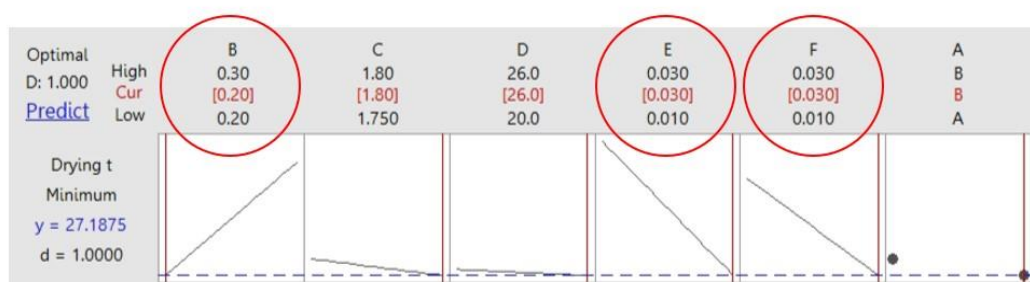 Optimal
D: 1.000
Predict
High
Cur
Low
B
0.30
[0.20]
0.20
C
1.80
[1.80]
1.750
D
26.0
[26.0]
20.0
E
0.030
[0.030]
0.010
F
0.030
[0.030]
0.010
A
B
B
A
Drying t
Minimum
y = 27.1875
d = 1.0000